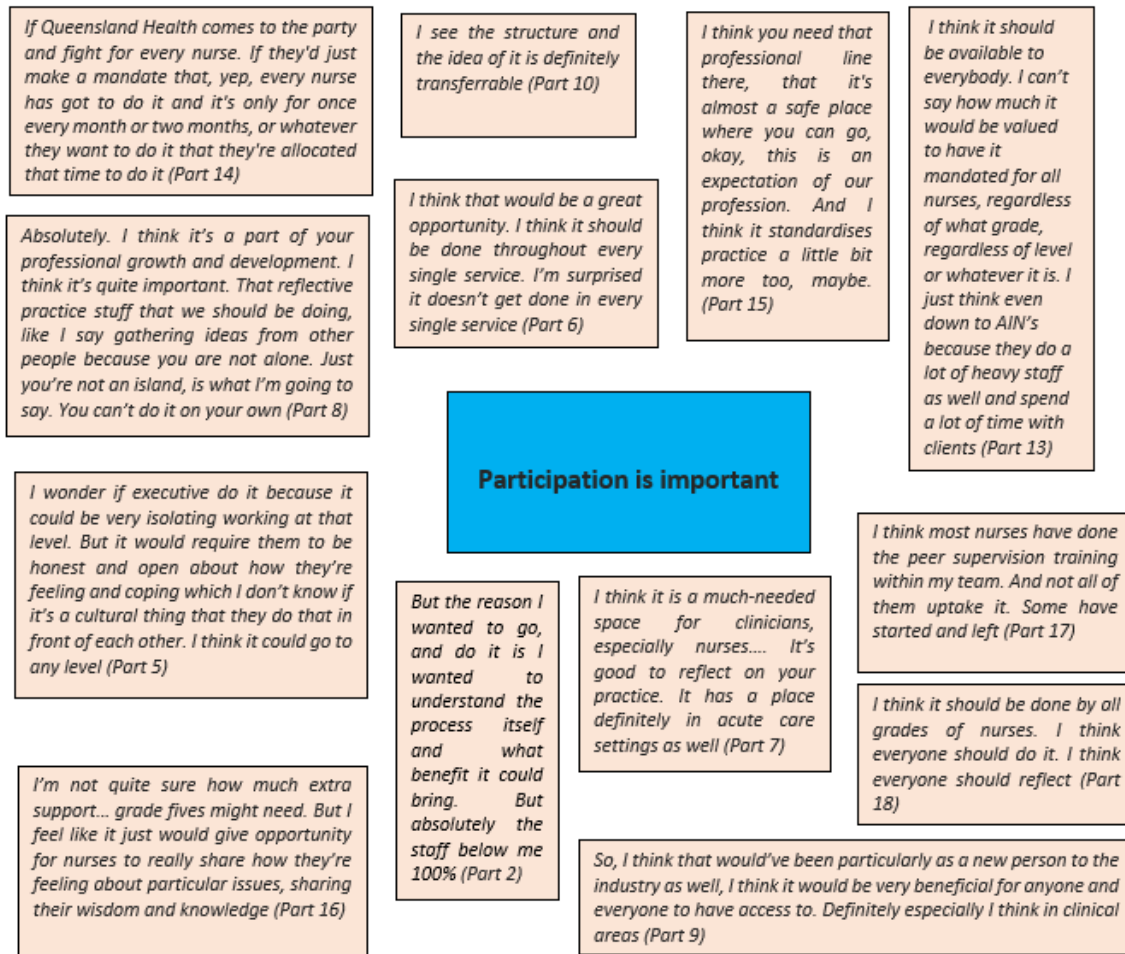 If Queensland Health comes to the party
and fight for every nurse. If they'd just
make a mandate that, yep, every nurse
has got to do it and it's only for once
every month or two months, or whatever
they want to do it that they're allocated
that time to do it (Part 14)
I see the structure and
the idea of it is definitely
transferrable (Part 10)
I think you need that
professional line
there, that it's
almost a safe place
where you can go,
okay, this is an
expectation of our
profession. And I
think it standardises
practice a little bit
more too, maybe.
(Part 15)
I think it should
be available to
everybody. I can't
say how much it
would be valued
to have it
mandated for all
nurses, regardless
of what grade,
regardless of level
or whatever it is. I
just think even
down to AIN's
because they do a
lot of heavy staff
as well and spend
a lot of time with
clients (Part 13)
I think that would be a great
opportunity. I think it should
be done throughout every
single service. I'm surprised
it doesn't get done in every
single service (Part 6)
Absolutely. I think it's a part of your
professional growth and development. I
think it's quite important. That reflective
practice stuff that we should be doing,
like I say gathering ideas from other
people because you are not alone. Just
you're not an island, is what I'm going to
say. You can't do it on your own (Part 8)
Participation is important
I wonder if executive do it because it
could be very isolating working at that
level. But it would require them to be
honest and open about how they're
feeling and coping which I don't know if
it's a cultural thing that they do that in
front of each other. I think it could go to
any level (Part 5)
But the reason I
wanted to go,
and do it is I
wanted to
understand the
process itself
and what
benefit it could
bring. But
absolutely the
staff below me
100% (Part 2)
I think it is a much-needed
space for clinicians,
especially nurses.... It's
good to reflect on your
practice. It has a place
definitely in acute care
settings as well (Part 7)
I think most nurses have done
the peer supervision training
within my team. And not all of
them uptake it. Some have
started and left (Part 17)
I think it should be done by all
grades of nurses. I think
everyone should do it. I think
everyone should reflect (Part
18)
I'm not quite sure how much extra
support... grade fives might need. But I
feel like it just would give opportunity
for nurses to really share how they're
feeling about particular issues, sharing
their wisdom and knowledge (Part 16)
So, I think that would've been particularly as a new person to the
industry as well, I think it would be very beneficial for anyone and
everyone to have access to. Definitely especially I think in clinical
areas (Part 9)